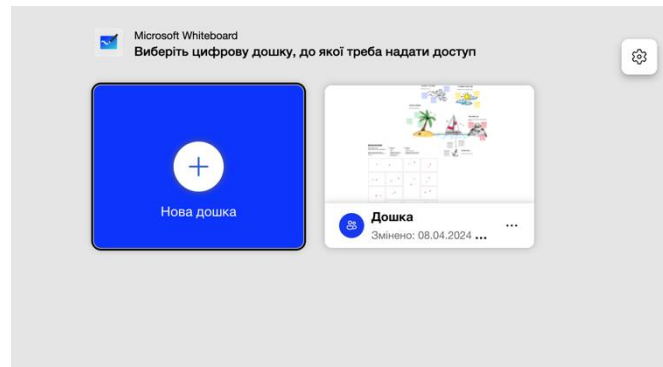 Microsoft Whiteboard
Виберіть цифрову дошку, до якої треба надати доступ
Нова дошка
Дошка
Змінено: 08.04.2024 ...